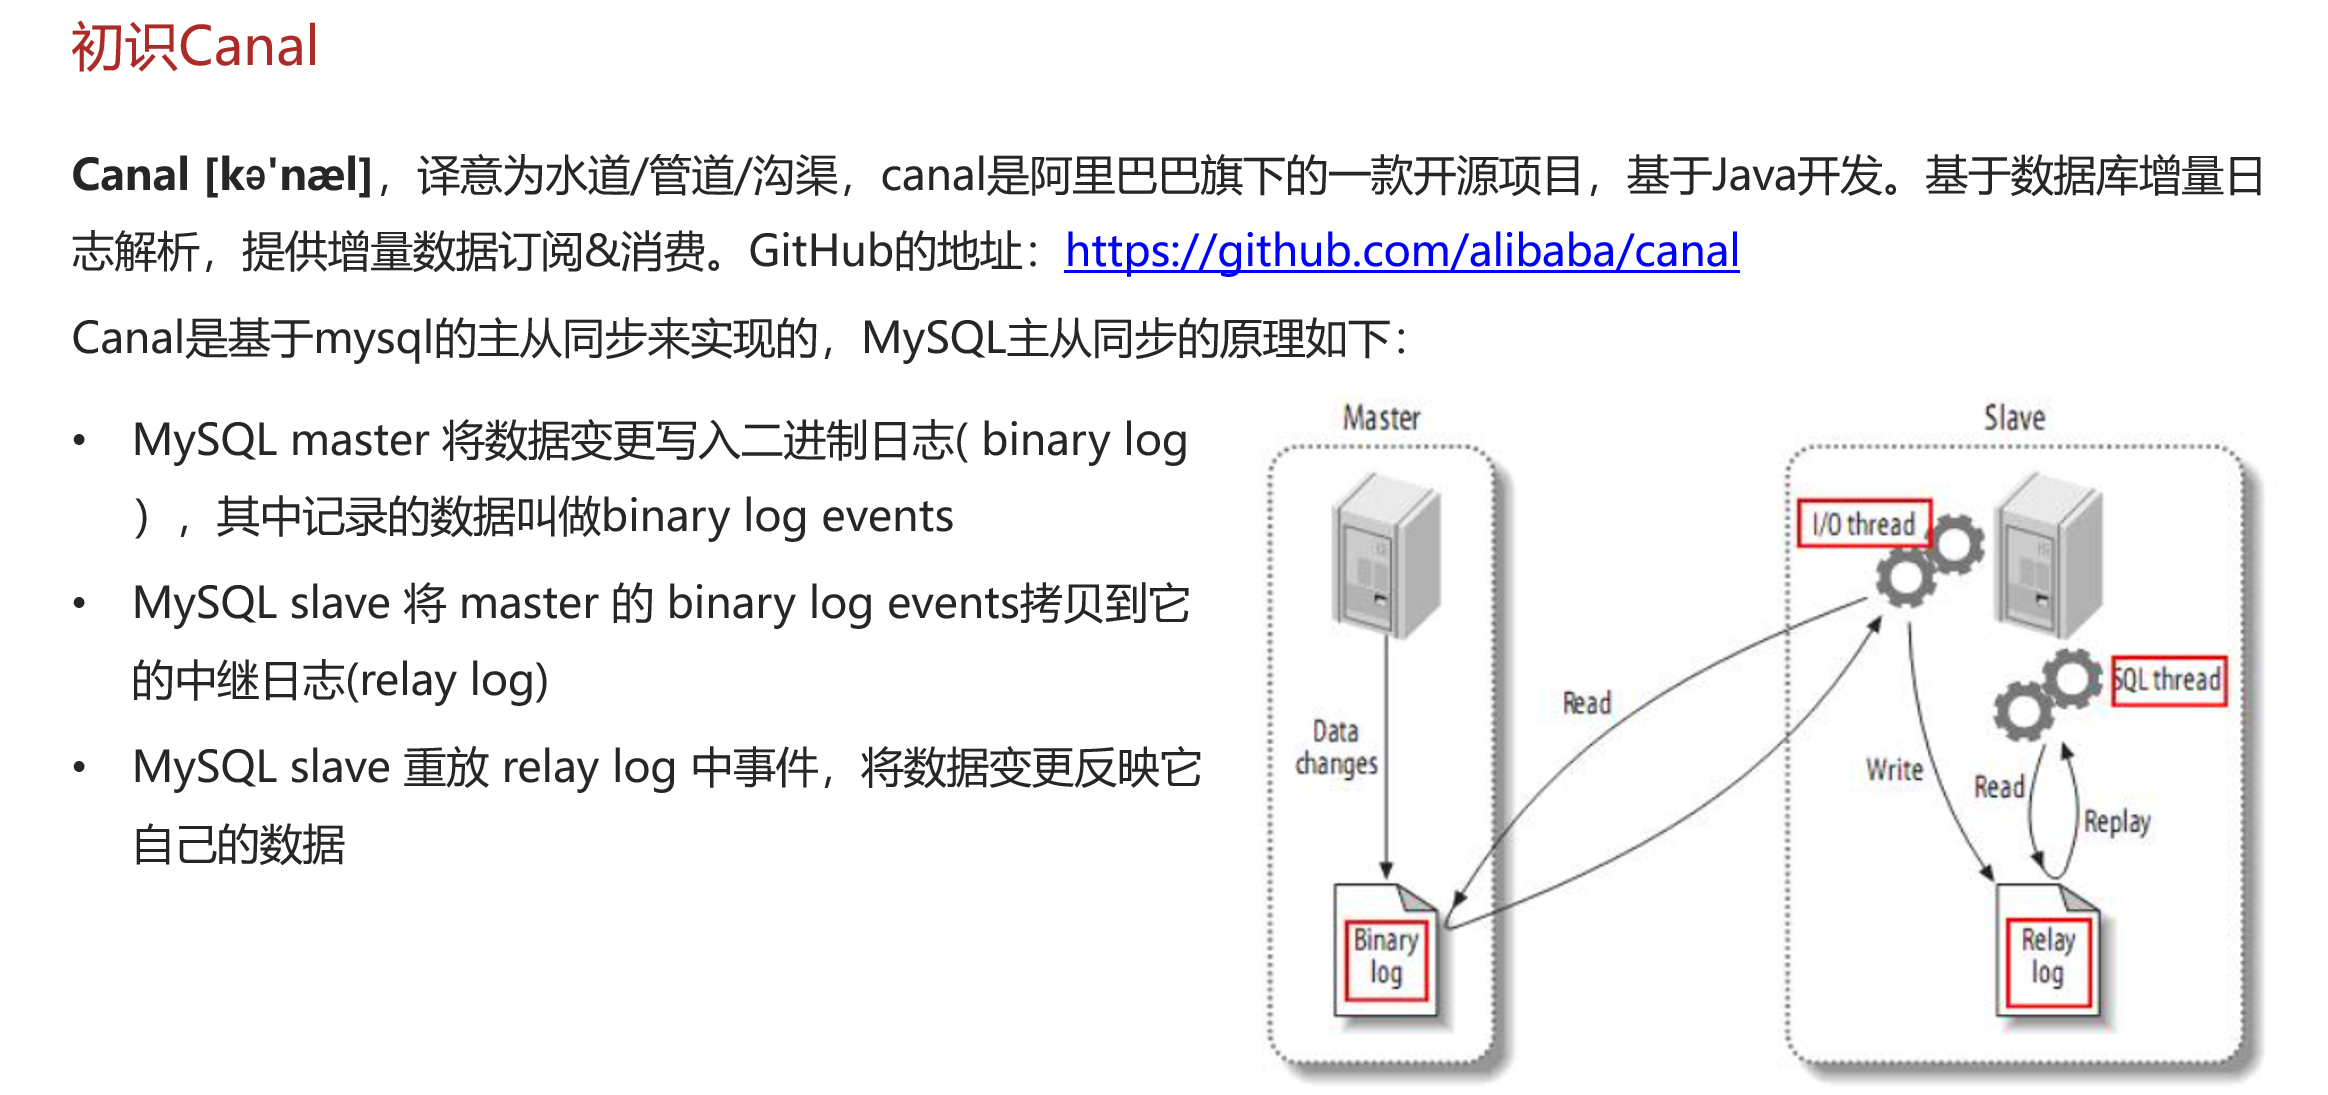 初识Canal
Canal [kə'næl]，译意为水道/管道/沟渠，canal是阿里巴巴旗下的一款开源项目，基于Java开发。基于数据库增量日
志解析，提供增量数据订阅&消费。GitHub的地址：https://github.com/alibaba/canal
Canal是基于mysql的主从同步来实现的，MySQL主从同步的原理如下：
• MySQL master 将数据变更写入二进制日志( binary log
），其中记录的数据叫做binary log events
• MySQL slave 将 master 的 binary log events拷贝到它
的中继日志(relay log)
• MySQL slave 重放 relay log 中事件，将数据变更反映它
自己的数据
Master
Data
changes
Binary
log
Read
Slave
I/O thread
SQL thread
Write
Read
Replay
Relay
log